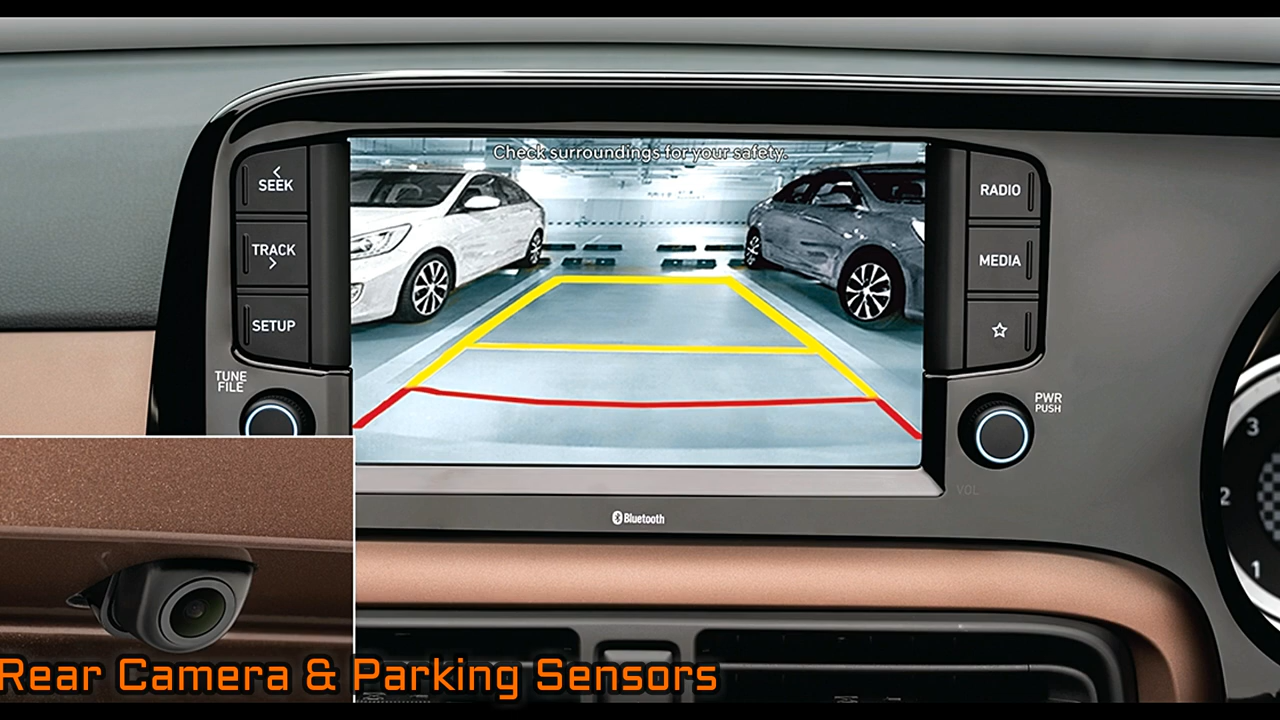 Check surroundings for your safety.
SEEK
TRACK
SETUP
TUNE
FILE
RADIO
MEDIA
PWR
PUSH
VOL
Bluetooth
3
2
1
Rear Camera & Parking Sensors